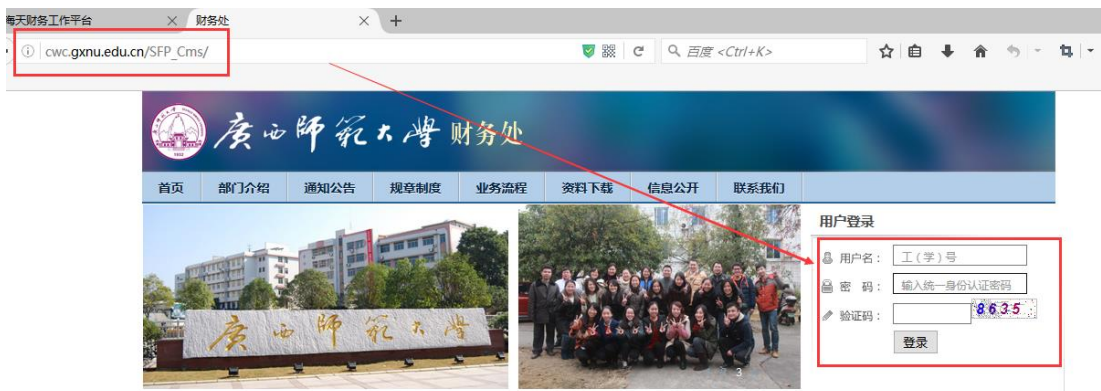 海天财务工作平台
财务处
cwc.gxnu.edu.cn/SFP_Cms/
百度 <Ctrl+K>
广西师范大学 财务处
1932
首页 部门介绍 通知公告 规章制度 业务流程 资料下载 信息公开 联系我们
用户登录
用户名：工(学)号
密 码：输入统一身份认证密码
验证码：8635
登录
广西师范大学
3